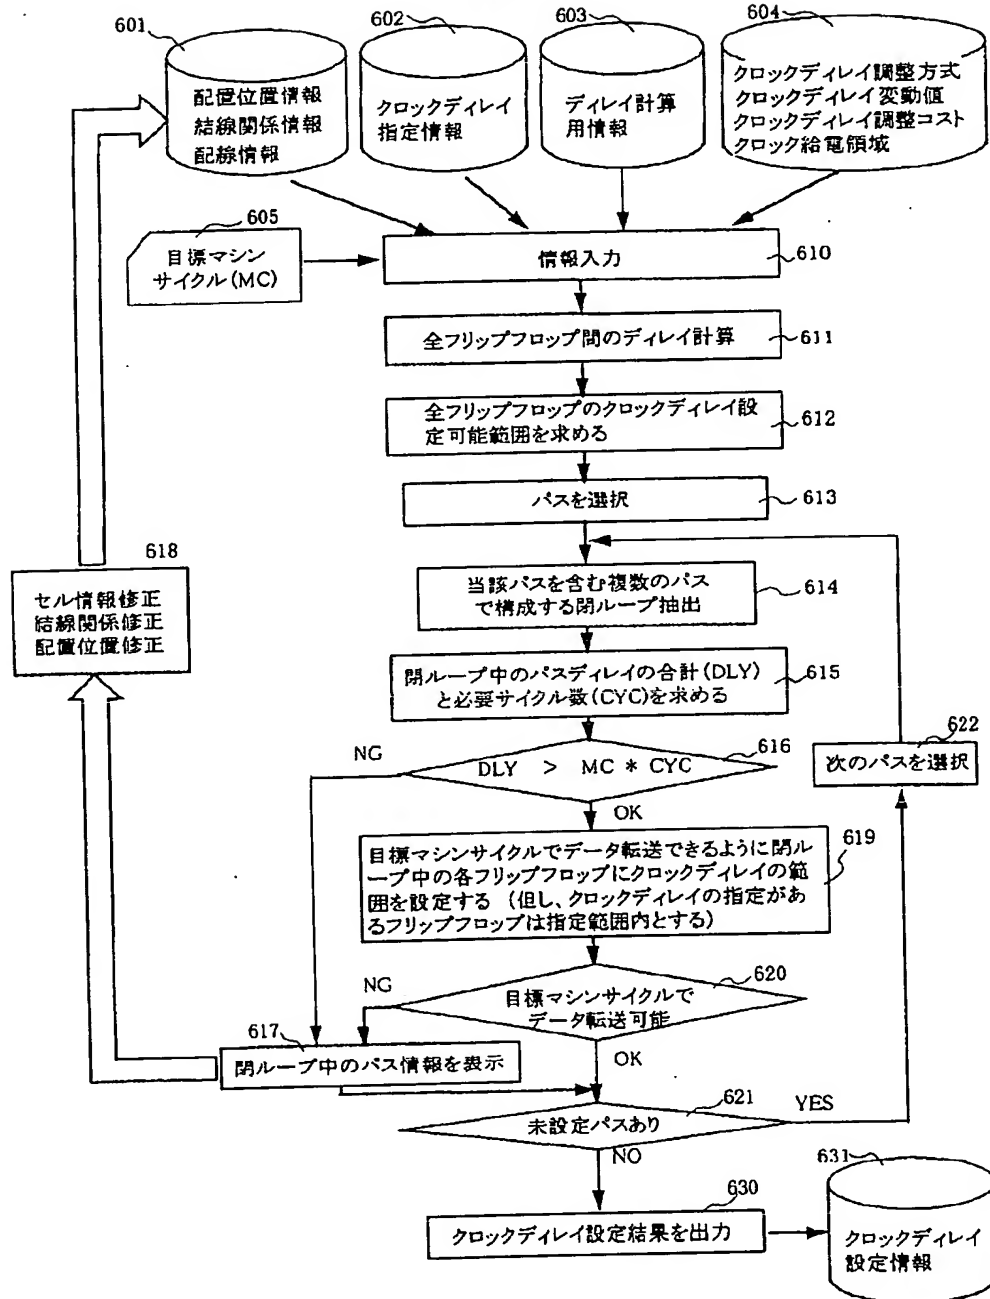 601
配置位置情報
結線関係情報
配線情報
602
クロックディレイ
指定情報
603
ディレイ計算
用情報
604
クロックディレイ調整方式
クロックディレイ変動値
クロックディレイ調整コスト
クロック給電領域
605
目標マシン
サイクル(MC)
情報入力
610
全フリップフロップ間のディレイ計算
611
全フリップフロップのクロックディレイ設
定可能範囲を求める
612
パスを選択
613
当該パスを含む複数のパス
で構成する閉ループ抽出
614
閉ループ中のパスディレイの合計(DLY)
と必要サイクル数(CYC)を求める
615
618
セル情報修正
結線関係修正
配置位置修正
NG
DLY > MC * CYC
616
OK
622
次のパスを選択
目標マシンサイクルでデータ転送できるように閉ルー
プ中の各フリップフロップにクロックディレイの範
囲を設定する (但し、クロックディレイの指定があ
るフリップフロップは指定範囲内とする)
619
NG
目標マシンサイクルで
データ転送可能
620
OK
617
閉ループ中のパス情報を表示
未設定パスあり
621
YES
NO
630
クロックディレイ設定結果を出力
631
クロックディレイ
設定情報